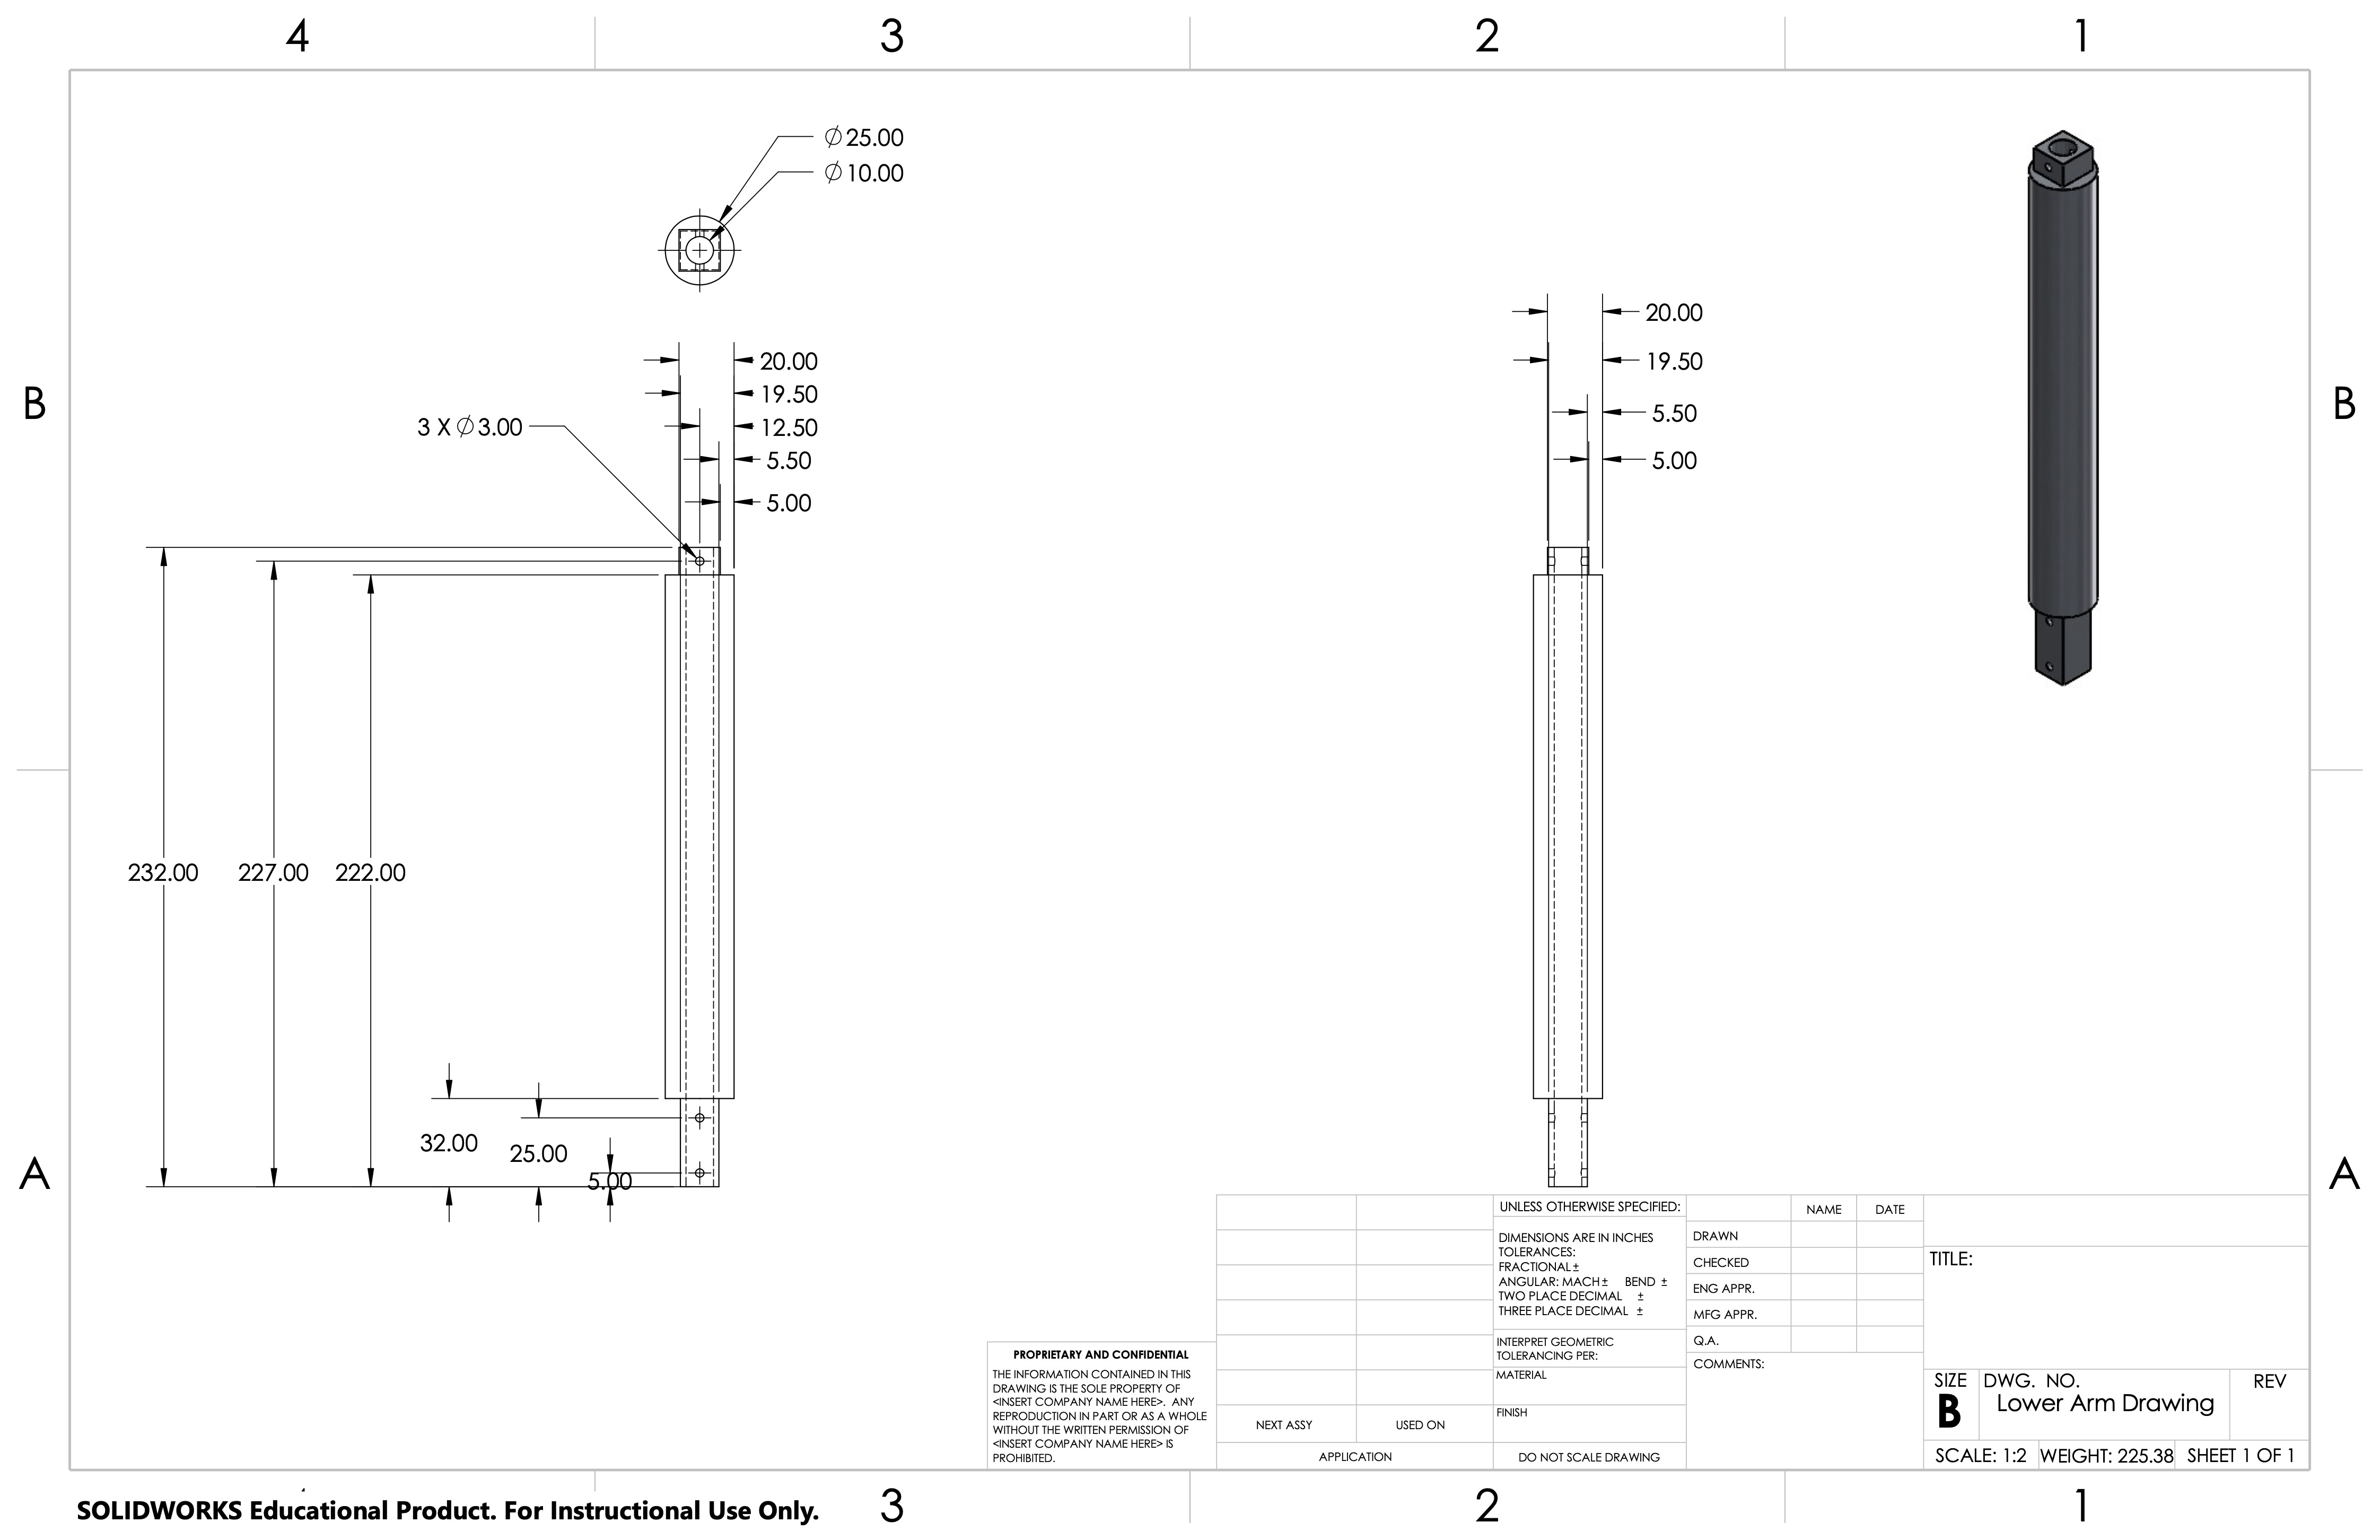 4 3 2 1
⌀25.00
⌀10.00
20.00
20.00
19.50
19.50
B
3 X ⌀3.00
12.50
5.50
B
5.50
5.00
5.00
232.00 227.00 222.00
32.00
25.00
5.00
A
A
UNLESS OTHERWISE SPECIFIED:
DIMENSIONS ARE IN INCHES
TOLERANCES:
FRACTIONAL±
ANGULAR: MACH± BEND ±
TWO PLACE DECIMAL ±
THREE PLACE DECIMAL ±
INTERPRET GEOMETRIC
TOLERANCING PER:
MATERIAL
FINISH
DO NOT SCALE DRAWING
NAME DATE
DRAWN
CHECKED
ENG APPR.
MFG APPR.
Q.A.
COMMENTS:
PROPRIETARY AND CONFIDENTIAL
THE INFORMATION CONTAINED IN THIS
DRAWING IS THE SOLE PROPERTY OF
<INSERT COMPANY NAME HERE>. ANY
REPRODUCTION IN PART OR AS A WHOLE
WITHOUT THE WRITTEN PERMISSION OF
<INSERT COMPANY NAME HERE> IS
PROHIBITED.
NEXT ASSY USED ON
APPLICATION
TITLE:
SIZE DWG. NO. REV
B Lower Arm Drawing
SCALE: 1:2 WEIGHT: 225.38 SHEET 1 OF 1
SOLIDWORKS Educational Product. For Instructional Use Only.
3 2 1